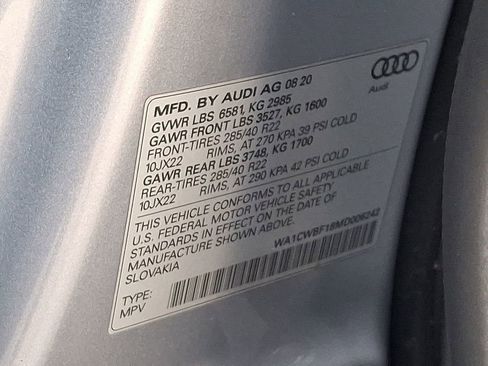 MFD. BY AUDI AG 08 20
GVWR LBS 6581, KG 2985
GAWR FRONT LBS 3527, KG 1600
FRONT-TIRES 285/40 R22
10JX22 RIMS, AT 270 KPA 39 PSI COLD
GAWR REAR LBS 3748, KG 1700
REAR-TIRES 285/40 R22
10JX22 RIMS, AT 290 KPA 42 PSI COLD
THIS VEHICLE CONFORMS TO ALL APPLICABLE
U.S. FEDERAL MOTOR VEHICLE SAFETY
STANDARDS IN EFFECT ON THE DATE OF
MANUFACTURE SHOWN ABOVE.
SLOVAKIA
WA1CWBF18MD006242
TYPE:
MPV
Audi